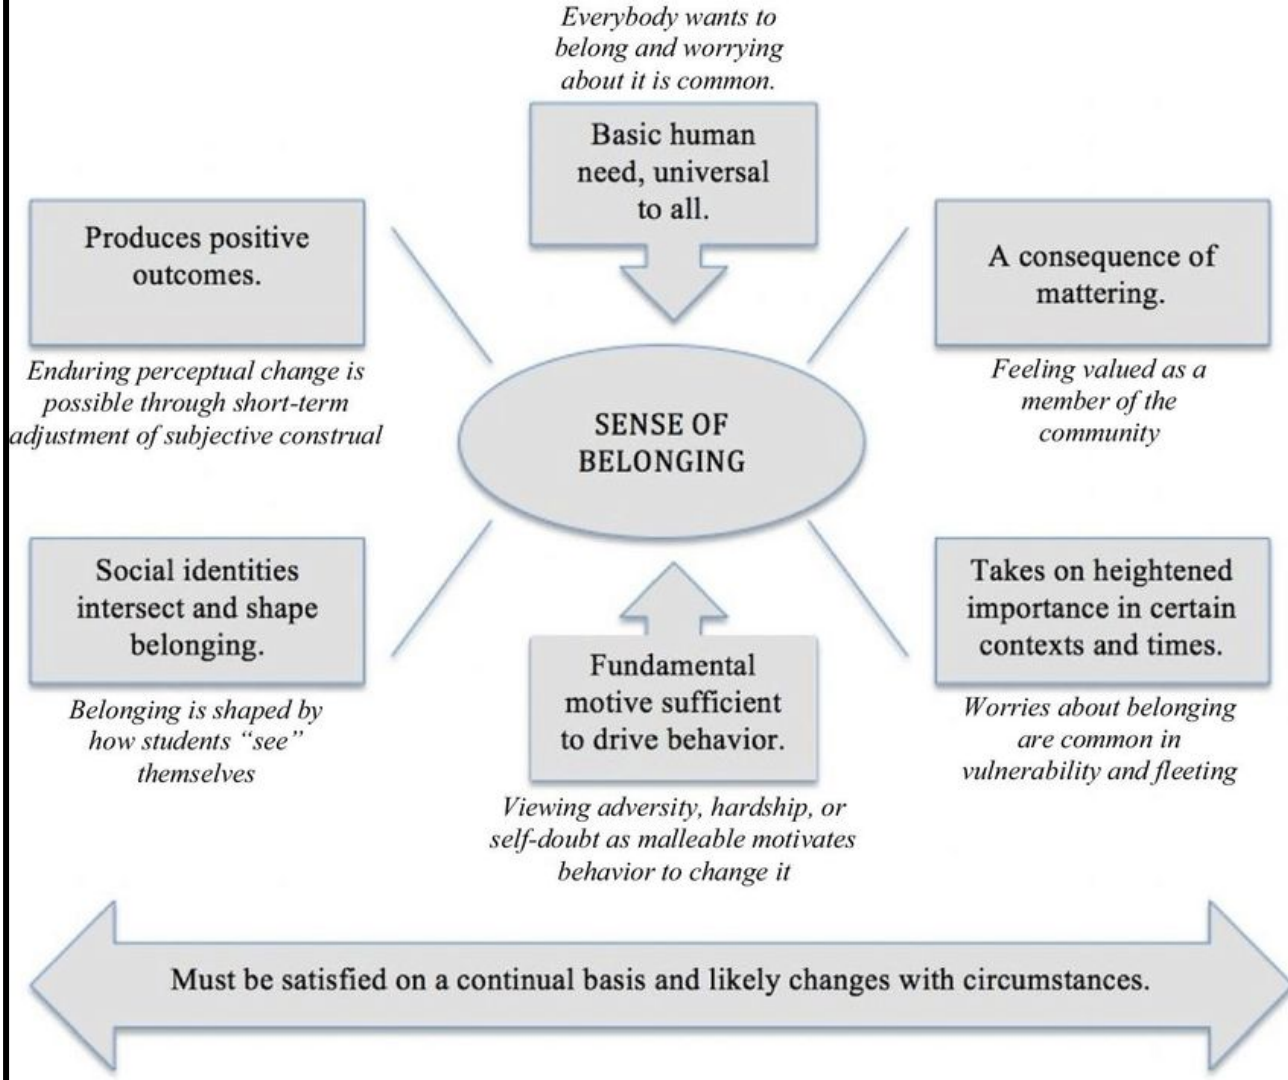 Everybody wants to
belong and worrying
about it is common.
Basic human
need, universal
to all.
Produces positive
outcomes.
Enduring perceptual change is
possible through short-term
adjustment of subjective construal
A consequence of
mattering.
Feeling valued as a
member of the
community
SENSE OF
BELONGING
Social identities
intersect and shape
belonging.
Belonging is shaped by
how students “see”
themselves
Fundamental
motive sufficient
to drive behavior.
Viewing adversity, hardship, or
self-doubt as malleable motivates
behavior to change it
Takes on heightened
importance in certain
contexts and times.
Worries about belonging
are common in
vulnerability and fleeting
Must be satisfied on a continual basis and likely changes with circumstances.